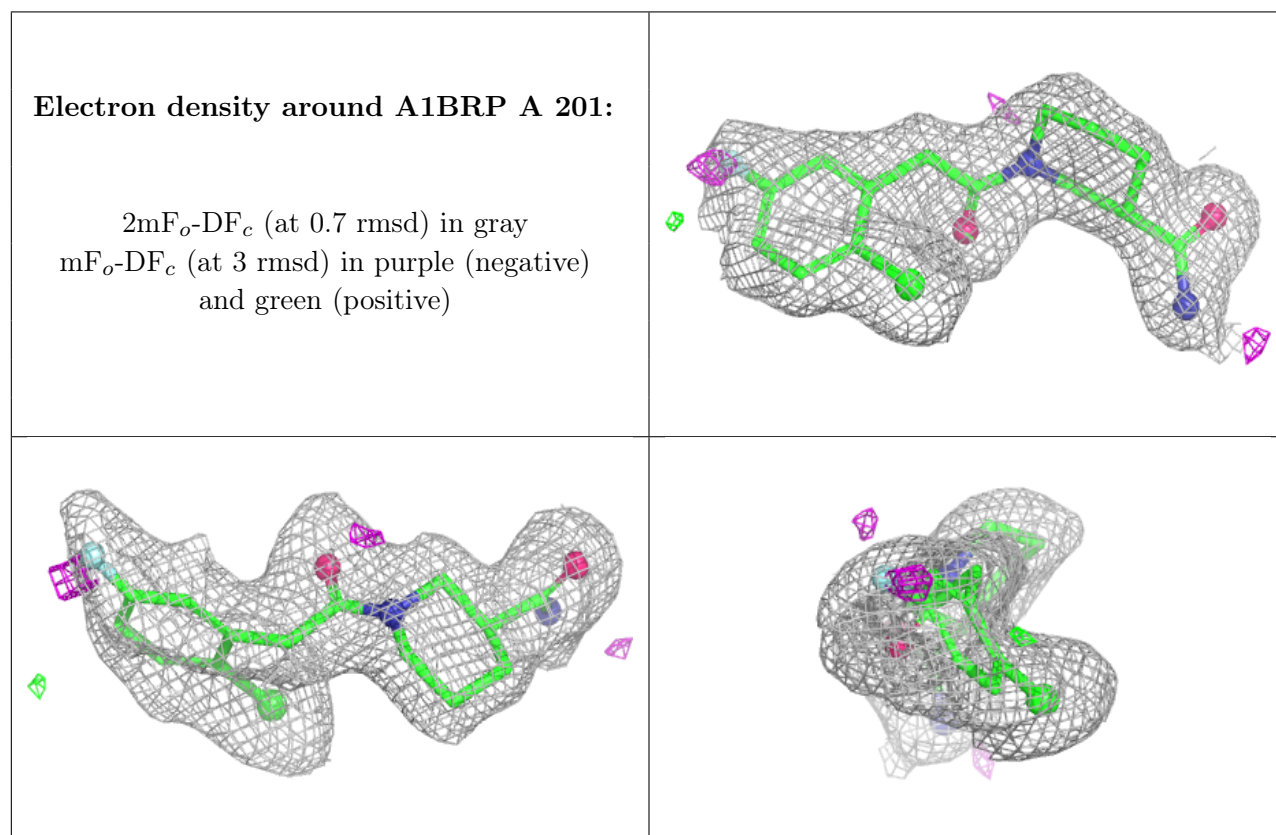 Electron density around A1BRP A 201:
2mFo-DFc (at 0.7 rmsd) in gray
mFo-DFc (at 3 rmsd) in purple (negative)
and green (positive)